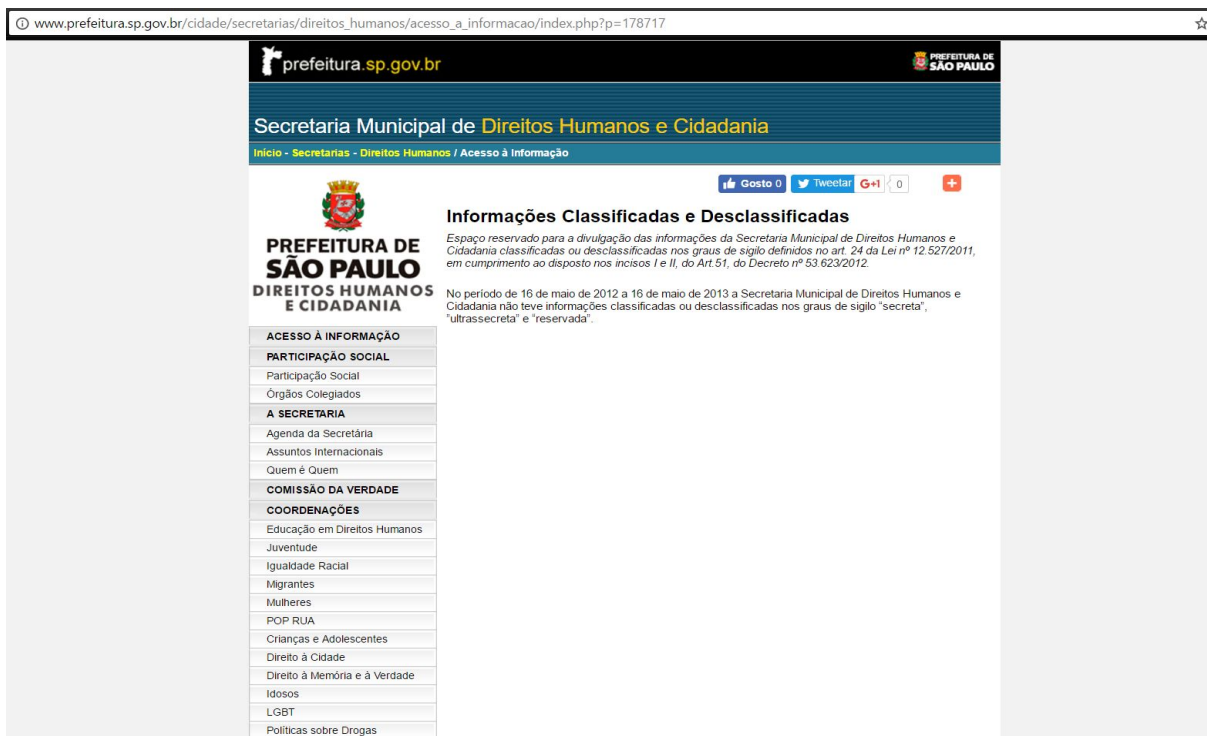 www.prefeitura.sp.gov.br/cidade/secretarias/direitos_humanos/acesso_a_informacao/index.php?p=178717
prefeitura.sp.gov.br
PREFEITURA DE
SÃO PAULO
Secretaria Municipal de Direitos Humanos e Cidadania
Início - Secretarias - Direitos Humanos / Acesso à Informação
Gosto 0
Tweetar
G+1
0
PREFEITURA DE
SÃO PAULO
DIREITOS HUMANOS
E CIDADANIA
Informações Classificadas e Desclassificadas
Espaço reservado para a divulgação das informações da Secretaria Municipal de Direitos Humanos e
Cidadania classificadas ou desclassificadas nos graus de sigilo definidos no art. 24 da Lei nº 12.527/2011,
em cumprimento ao disposto nos incisos I e II, do Art.51, do Decreto nº 53.623/2012.
No período de 16 de maio de 2012 a 16 de maio de 2013 a Secretaria Municipal de Direitos Humanos e
Cidadania não teve informações classificadas ou desclassificadas nos graus de sigilo "secreta",
"ultrassecreta" e "reservada".
ACESSO À INFORMAÇÃO
PARTICIPAÇÃO SOCIAL
Participação Social
Órgãos Colegiados
A SECRETARIA
Agenda da Secretária
Assuntos Internacionais
Quem é Quem
COMISSÃO DA VERDADE
COORDENAÇÕES
Educação em Direitos Humanos
Juventude
Igualdade Racial
Migrantes
Mulheres
POP RUA
Crianças e Adolescentes
Direito à Cidade
Direito à Memória e à Verdade
Idosos
LGBT
Políticas sobre Drogas